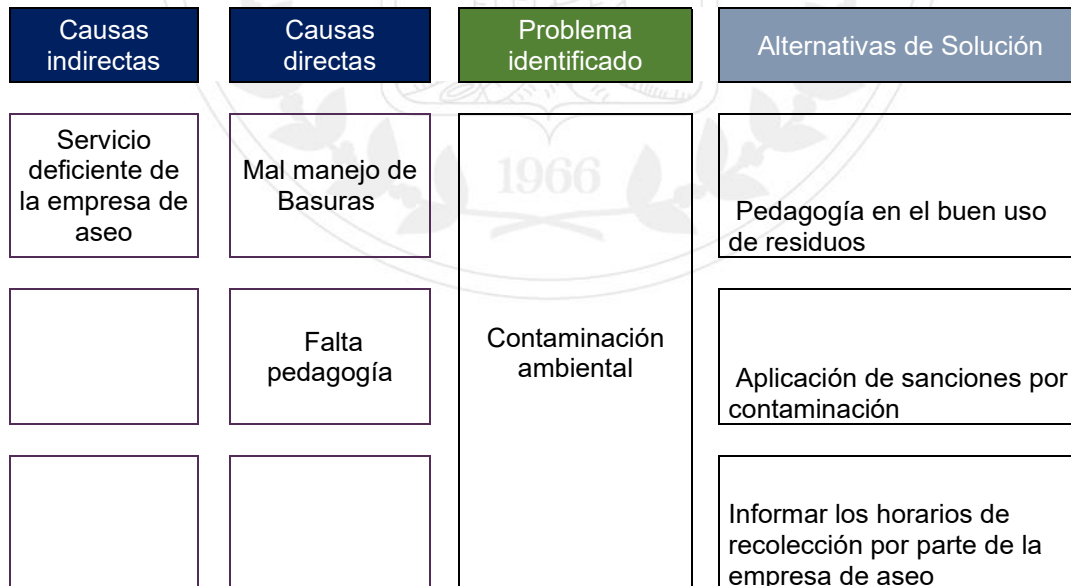 Causas
indirectas
Causas
directas
Problema
identificado
Alternativas de Solución
Servicio
deficiente de
la empresa de
aseo
Mal manejo de
Basuras
1966
Pedagogía en el buen uso
de residuos
Falta
pedagogía
Contaminación
ambiental
Aplicación de sanciones por
contaminación
Informar los horarios de
recolección por parte de la
empresa de aseo